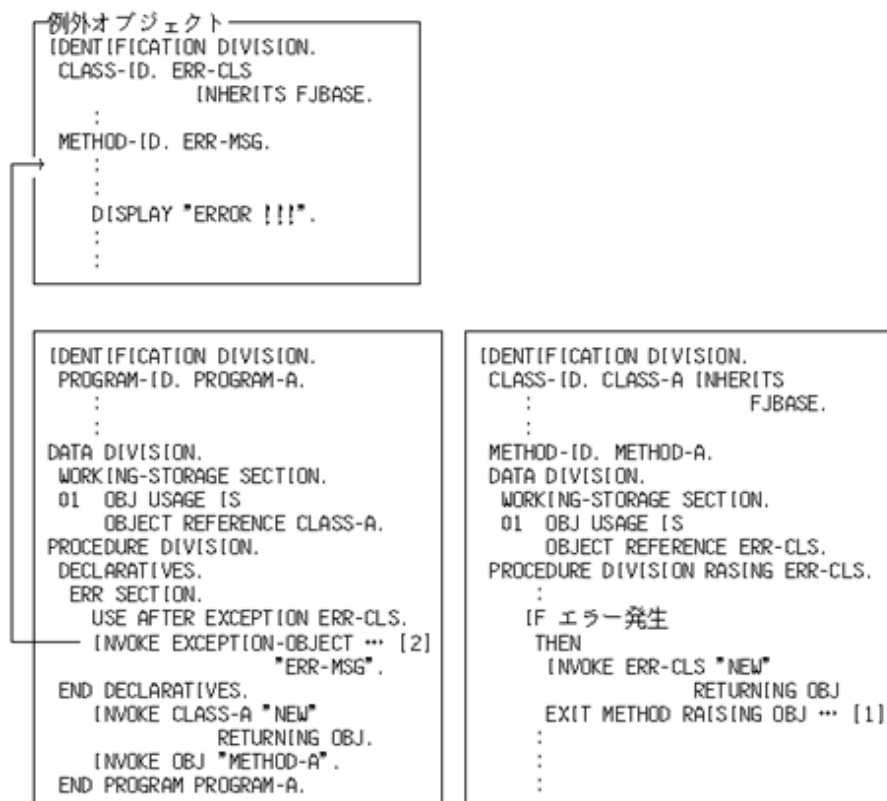 例外オブジェクト
IDENTIFICATION DIVISION.
CLASS-ID. ERR-CLS
INHERITS FJBASE.
:
METHOD-ID. ERR-MSG.
:
:
DISPLAY "ERROR !!!".
:
:
IDENTIFICATION DIVISION.
PROGRAM-ID. PROGRAM-A.
:
:
DATA DIVISION.
WORKING-STORAGE SECTION.
01 OBJ USAGE IS
OBJECT REFERENCE CLASS-A.
PROCEDURE DIVISION.
DECLARATIVES.
ERR SECTION.
USE AFTER EXCEPTION ERR-CLS.
INVOKE EXCEPTION-OBJECT … [2]
"ERR-MSG".
END DECLARATIVES.
INVOKE CLASS-A "NEW"
RETURNING OBJ.
INVOKE OBJ "METHOD-A".
END PROGRAM PROGRAM-A.
IDENTIFICATION DIVISION.
CLASS-ID. CLASS-A INHERITS
: FJBASE.
:
METHOD-ID. METHOD-A.
DATA DIVISION.
WORKING-STORAGE SECTION.
01 OBJ USAGE IS
OBJECT REFERENCE ERR-CLS.
PROCEDURE DIVISION RASING ERR-CLS.
:
IF エラー発生
THEN
INVOKE ERR-CLS "NEW"
RETURNING OBJ
EXIT METHOD RAISING OBJ … [1]
:
:
: